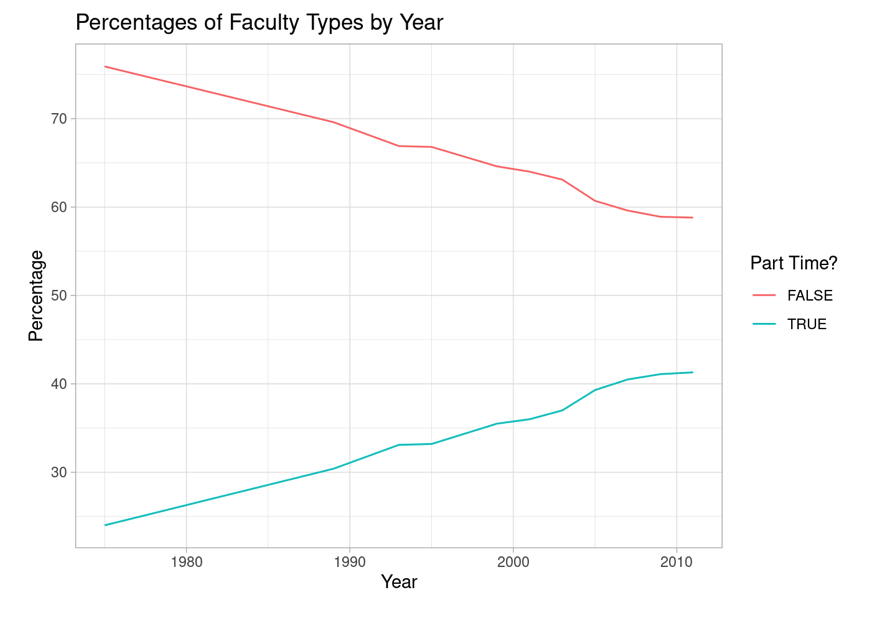 Percentages of Faculty Types by Year
70
60
50
40
30
Percentage
1980 1990 2000 2010
Year
Part Time?
FALSE
TRUE